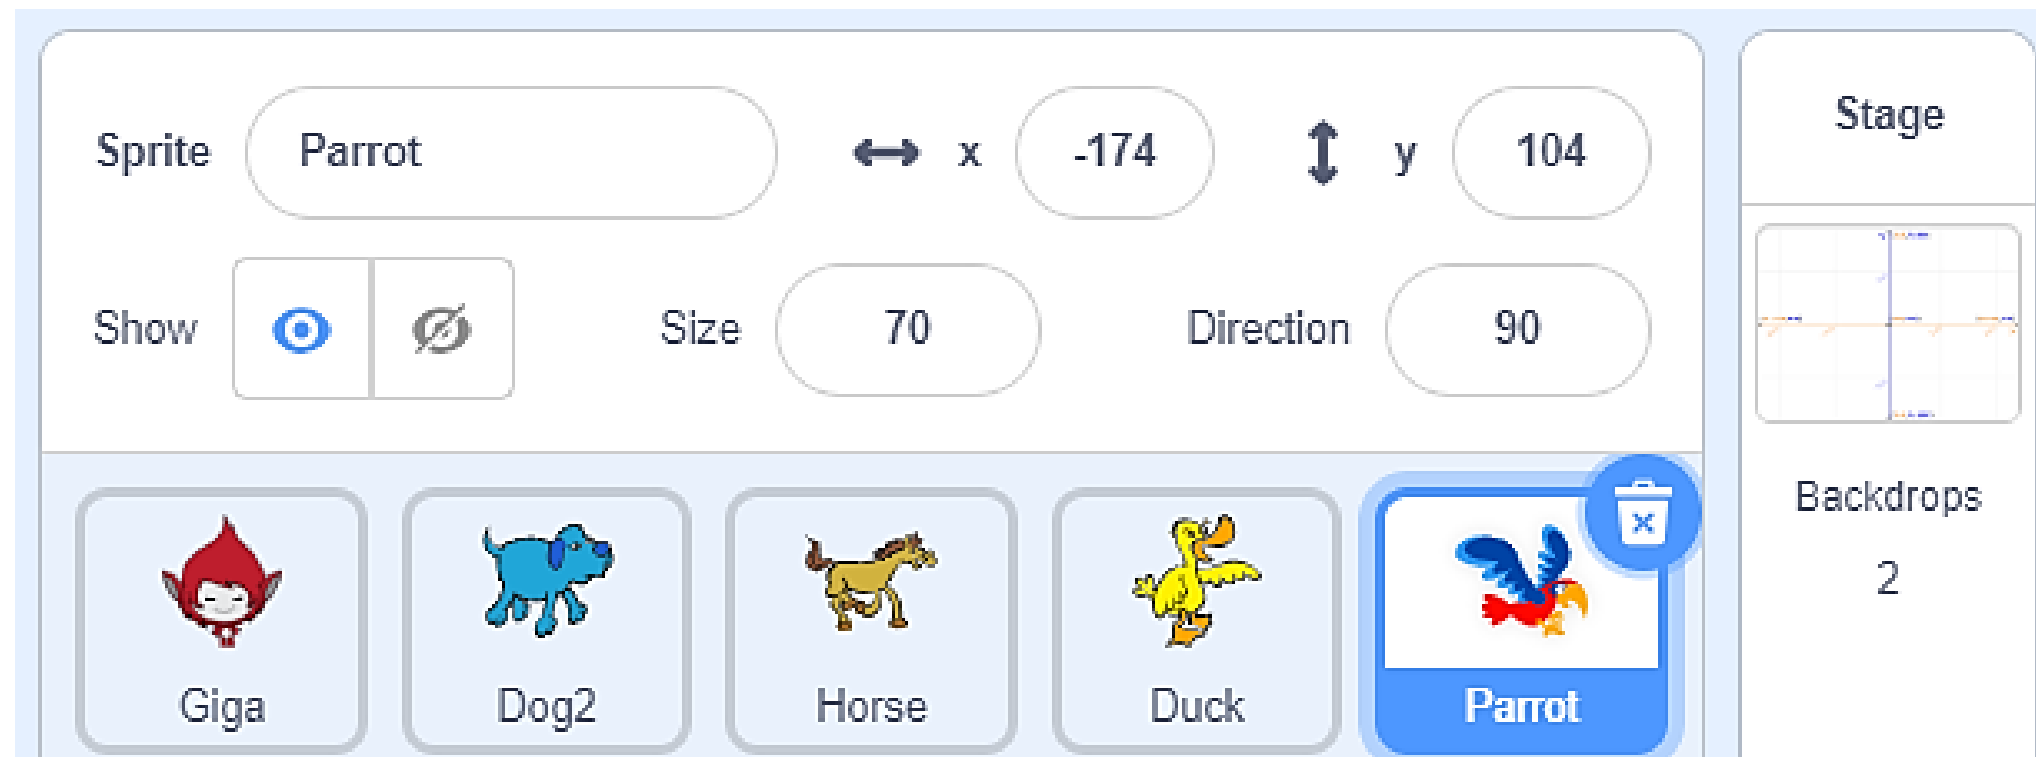 Sprite Parrot x -174 y 104
Show Size 70 Direction 90
Stage
Backdrops
2
Giga Dog2 Horse Duck Parrot